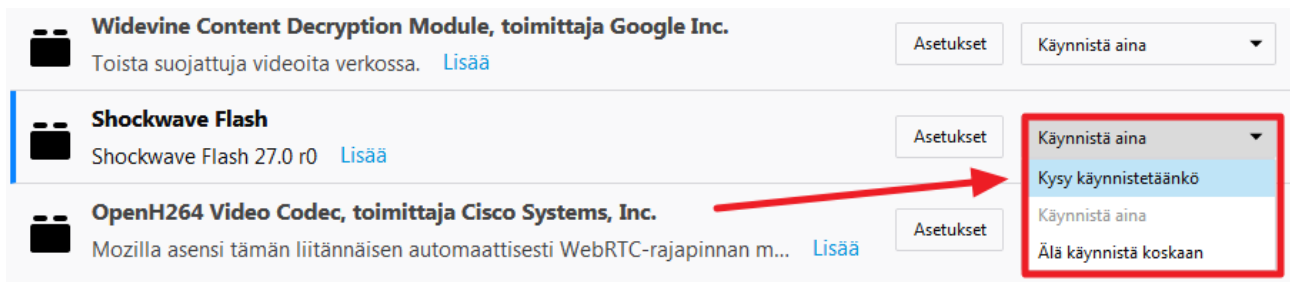 Widevine Content Decryption Module, toimittaja Google Inc.
Toista suojattuja videoita verkossa. Lisää
Asetukset
Käynnistä aina
Shockwave Flash
Shockwave Flash 27.0 r0 Lisää
Asetukset
Käynnistä aina
Kysy käynnistetäänkö
Käynnistä aina
Älä käynnistä koskaan
OpenH264 Video Codec, toimittaja Cisco Systems, Inc.
Mozilla asensi tämän liitännäisen automaattisesti WebRTC-rajapinnan m... Lisää
Asetukset